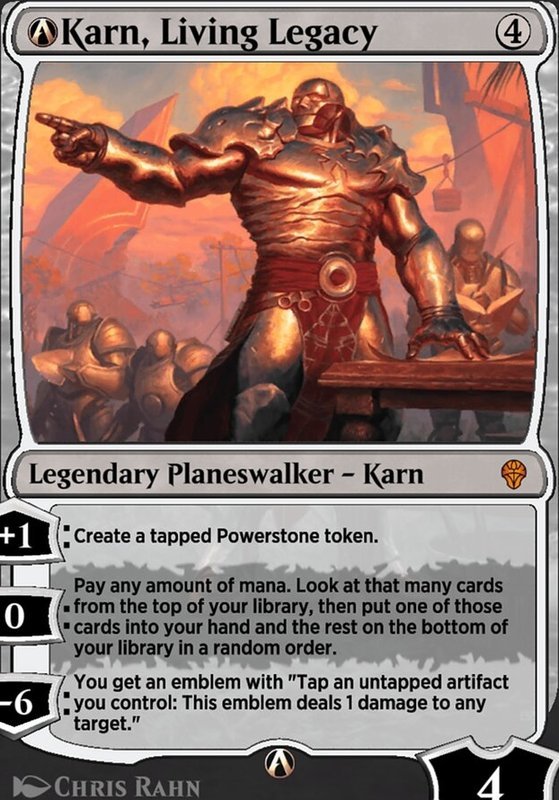 Karn, Living Legacy 4
Legendary Planeswalker – Karn
+1
Create a tapped Powerstone token.
0
Pay any amount of mana. Look at that many cards
from the top of your library, then put one of those
cards into your hand and the rest on the bottom of
your library in a random order.
-6
You get an emblem with "Tap an untapped artifact
you control: This emblem deals 1 damage to any
target."
Chris Rahn
4